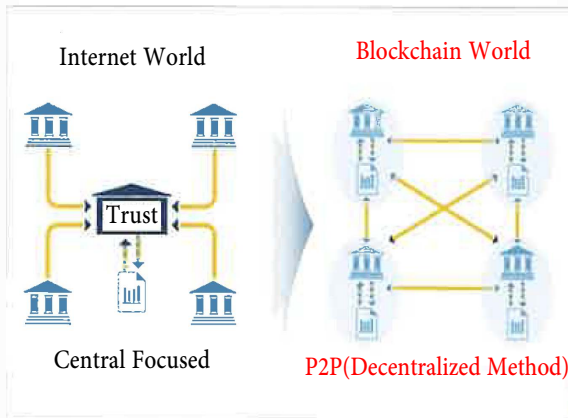 Internet World
Blockchain World
Trust
Central Focused
P2P(Decentralized Method)